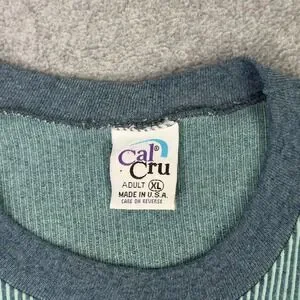 Cal®
Cru
ADULT XL
MADE IN U.S.A.
CARE ON REVERSE